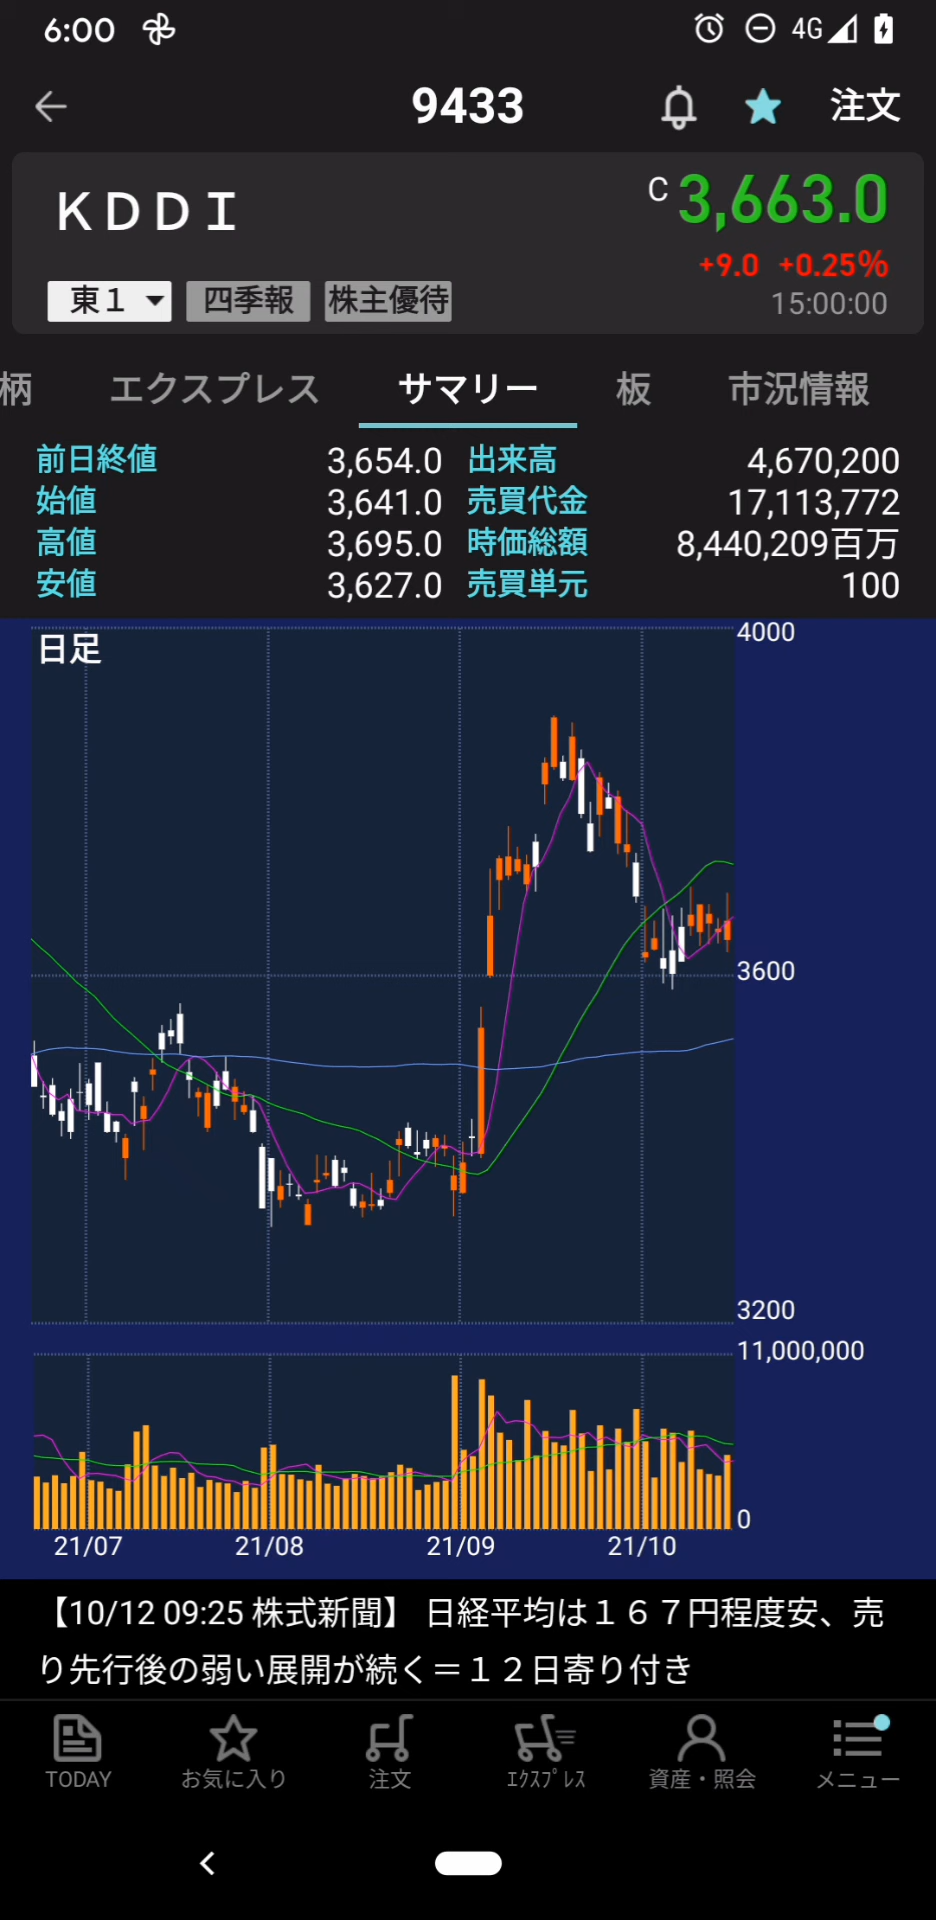 6:00 4G
9433 注文
ＫＤＤＩ C 3,663.0
+9.0 +0.25%
東１ 四季報 株主優待 15:00:00
柄 エクスプレス サマリー 板 市況情報
前日終値 3,654.0 出来高 4,670,200
始値 3,641.0 売買代金 17,113,772
高値 3,695.0 時価総額 8,440,209百万
安値 3,627.0 売買単元 100
日足 4000
3600
3200
11,000,000
0
21/07 21/08 21/09 21/10
【10/12 09:25 株式新聞】 日経平均は１６７円程度安、売
り先行後の弱い展開が続く＝１２日寄り付き
TODAY お気に入り 注文 ｴｸｽﾌﾟﾚｽ 資産・照会 メニュー